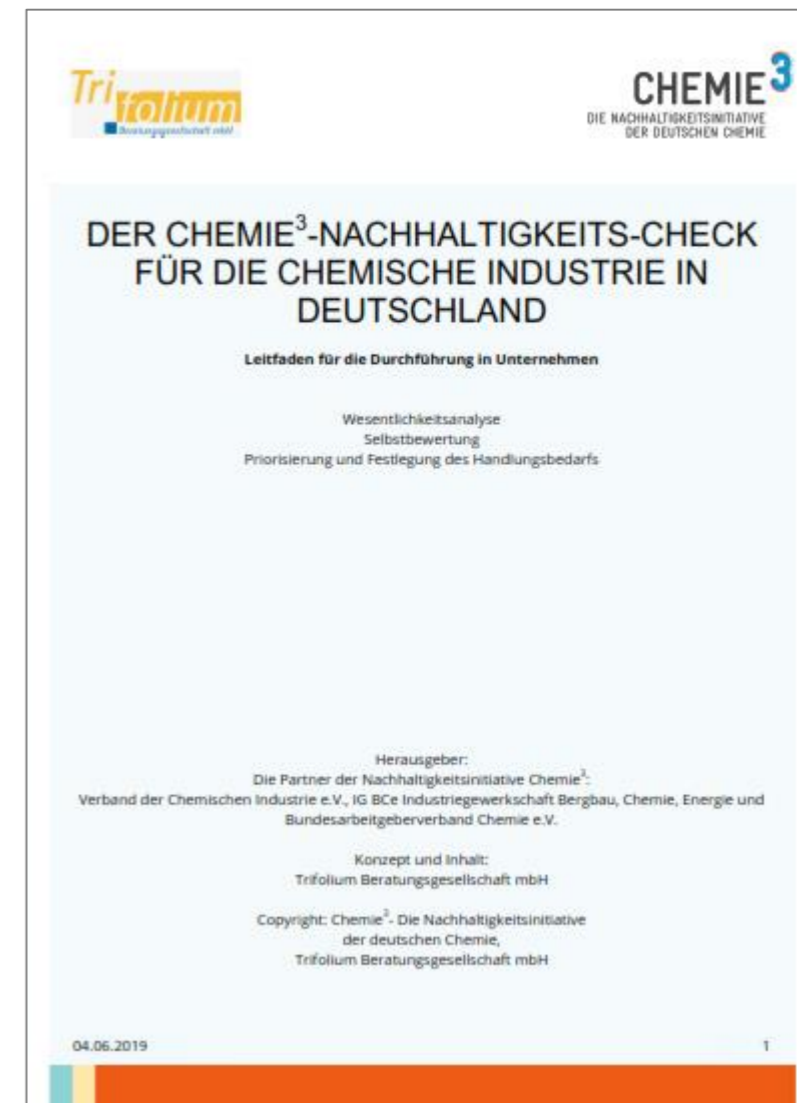 Trifolium
Beratungsgesellschaft mbH
CHEMIE³
DIE NACHHALTIGKEITSINITIATIVE
DER DEUTSCHEN CHEMIE
DER CHEMIE³-NACHHALTIGKEITS-CHECK
FÜR DIE CHEMISCHE INDUSTRIE IN
DEUTSCHLAND
Leitfaden für die Durchführung in Unternehmen
Wesentlichkeitsanalyse
Selbstbewertung
Priorisierung und Festlegung des Handlungsbedarfs
Herausgeber:
Die Partner der Nachhaltigkeitsinitiative Chemie³:
Verband der Chemischen Industrie e.V., IG BCe Industriegewerkschaft Bergbau, Chemie, Energie und
Bundesarbeitgeberverband Chemie e.V.
Konzept und Inhalt:
Trifolium Beratungsgesellschaft mbH
Copyright: Chemie³- Die Nachhaltigkeitsinitiative
der deutschen Chemie,
Trifolium Beratungsgesellschaft mbH
04.06.2019 1